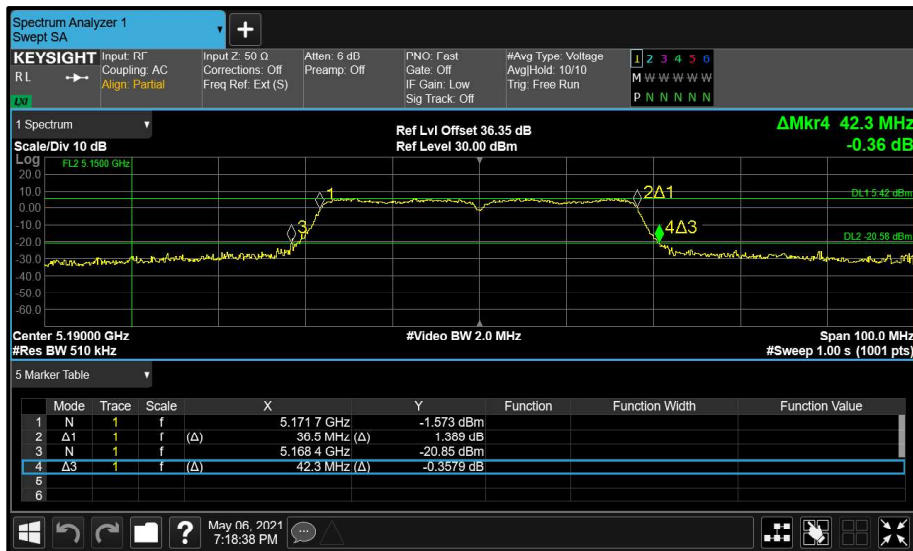 Spectrum Analyzer 1
Swept SA
+
KEYSIGHT
RL
LXI
Input: RF
Coupling: AC
Align: Partial
Input Z: 50 Ω
Corrections: Off
Freq Ref: Ext (S)
Atten: 6 dB
Preamp: Off
PNO: Fast
Gate: Off
IF Gain: Low
Sig Track: Off
#Avg Type: Voltage
Avg|Hold: 10/10
Trig: Free Run
1 2 3 4 5 6
M W W W W W
P N N N N N
1 Spectrum
Scale/Div 10 dB
Ref Lvl Offset 36.35 dB
Ref Level 30.00 dBm
ΔMkr4 42.3 MHz
-0.36 dB
Log
FL2 5.1500 GHz
20.0
10.0
0.00
-10.0
-20.0
-30.0
-40.0
-50.0
-60.0
1
2Δ1
3
4Δ3
DL1 5.42 dBm
DL2 -20.58 dBm
Center 5.19000 GHz
#Video BW 2.0 MHz
Span 100.0 MHz
#Res BW 510 kHz
#Sweep 1.00 s (1001 pts)
5 Marker Table
Mode Trace Scale X Y Function Function Width Function Value
1 N 1 f 5.171 7 GHz -1.573 dBm
2 Δ1 1 f (Δ) 36.5 MHz (Δ) 1.389 dB
3 N 1 f 5.168 4 GHz -20.85 dBm
4 Δ3 1 f (Δ) 42.3 MHz (Δ) -0.3579 dB
5
6
?
May 06, 2021
7:18:38 PM